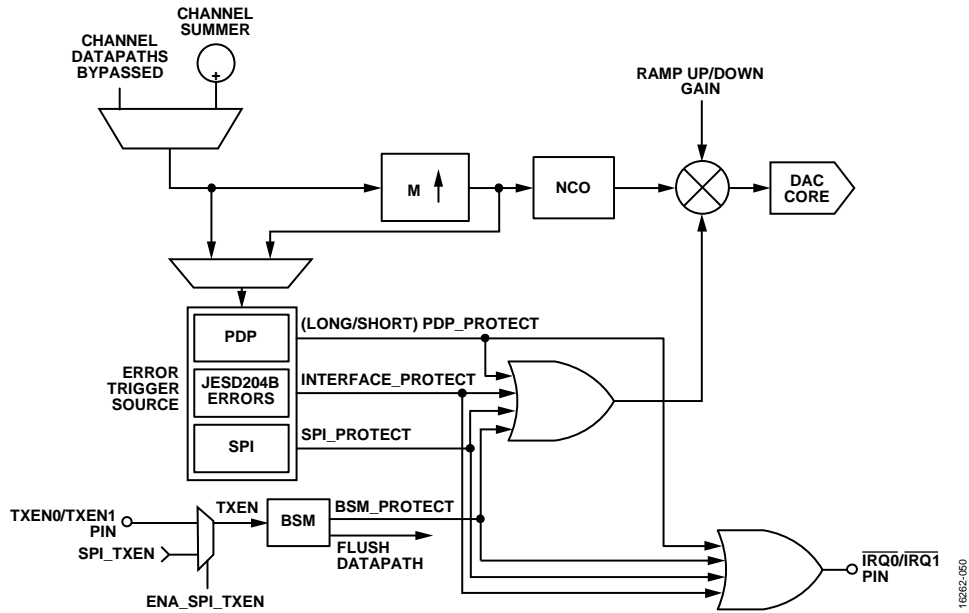 CHANNEL
DATAPATHS
BYPASSED
CHANNEL
SUMMER
+
RAMP UP/DOWN
GAIN
M
NCO
DAC
CORE
ERROR
TRIGGER
SOURCE
PDP
JESD204B
ERRORS
SPI
(LONG/SHORT) PDP_PROTECT
INTERFACE_PROTECT
SPI_PROTECT
TXEN0/TXEN1
PIN
SPI_TXEN
ENA_SPI_TXEN
TXEN
BSM
BSM_PROTECT
FLUSH
DATAPATH
IRQ0/IRQ1
PIN
16262-050